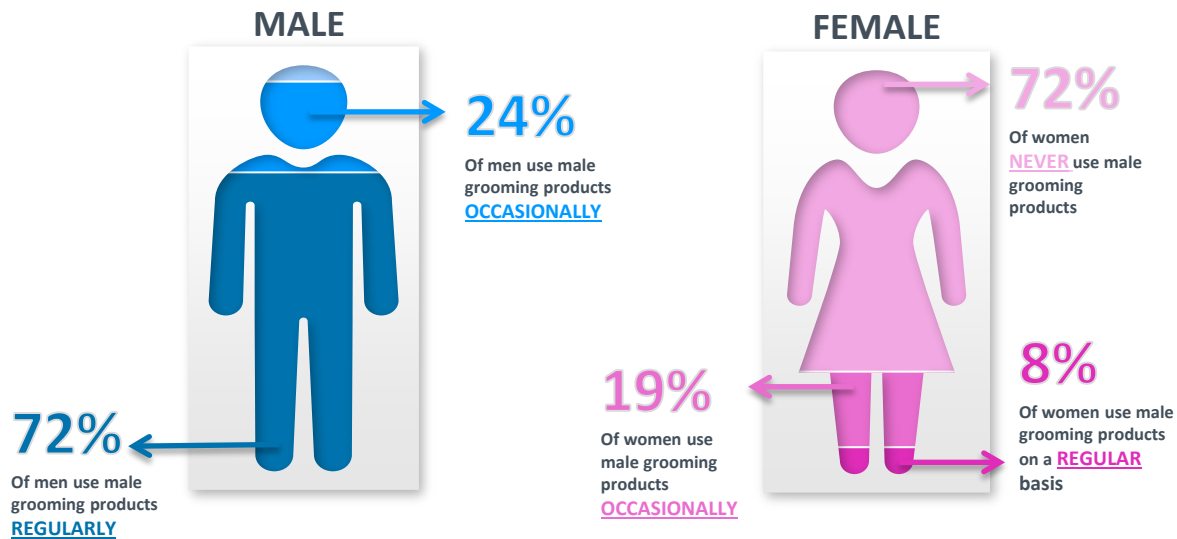 MALE
24%
Of men use male
grooming products
OCCASIONALLY
72%
Of men use male
grooming products
REGULARLY
FEMALE
72%
Of women
NEVER use male
grooming
products
19%
Of women use
male grooming
products
OCCASIONALLY
8%
Of women use male
grooming products
on a REGULAR
basis